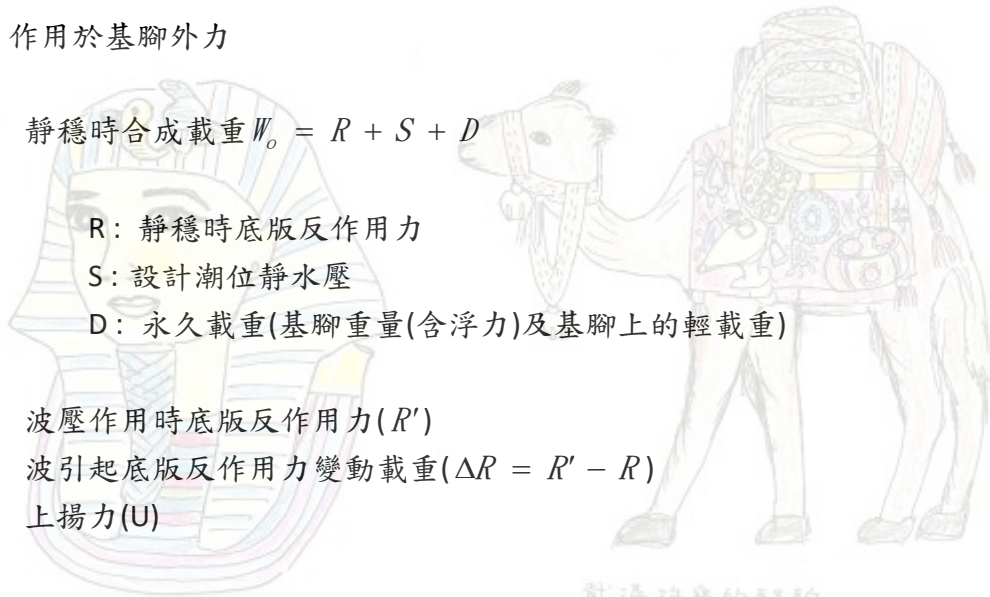 作用於基腳外力
靜穩時合成載重 Wₒ = R + S + D
R : 靜穩時底版反作用力
S : 設計潮位靜水壓
D : 永久載重(基腳重量(含浮力)及基腳上的輕載重)
波壓作用時底版反作用力( R′)
波引起底版反作用力變動載重( ΔR = R′ − R )
上揚力(U)